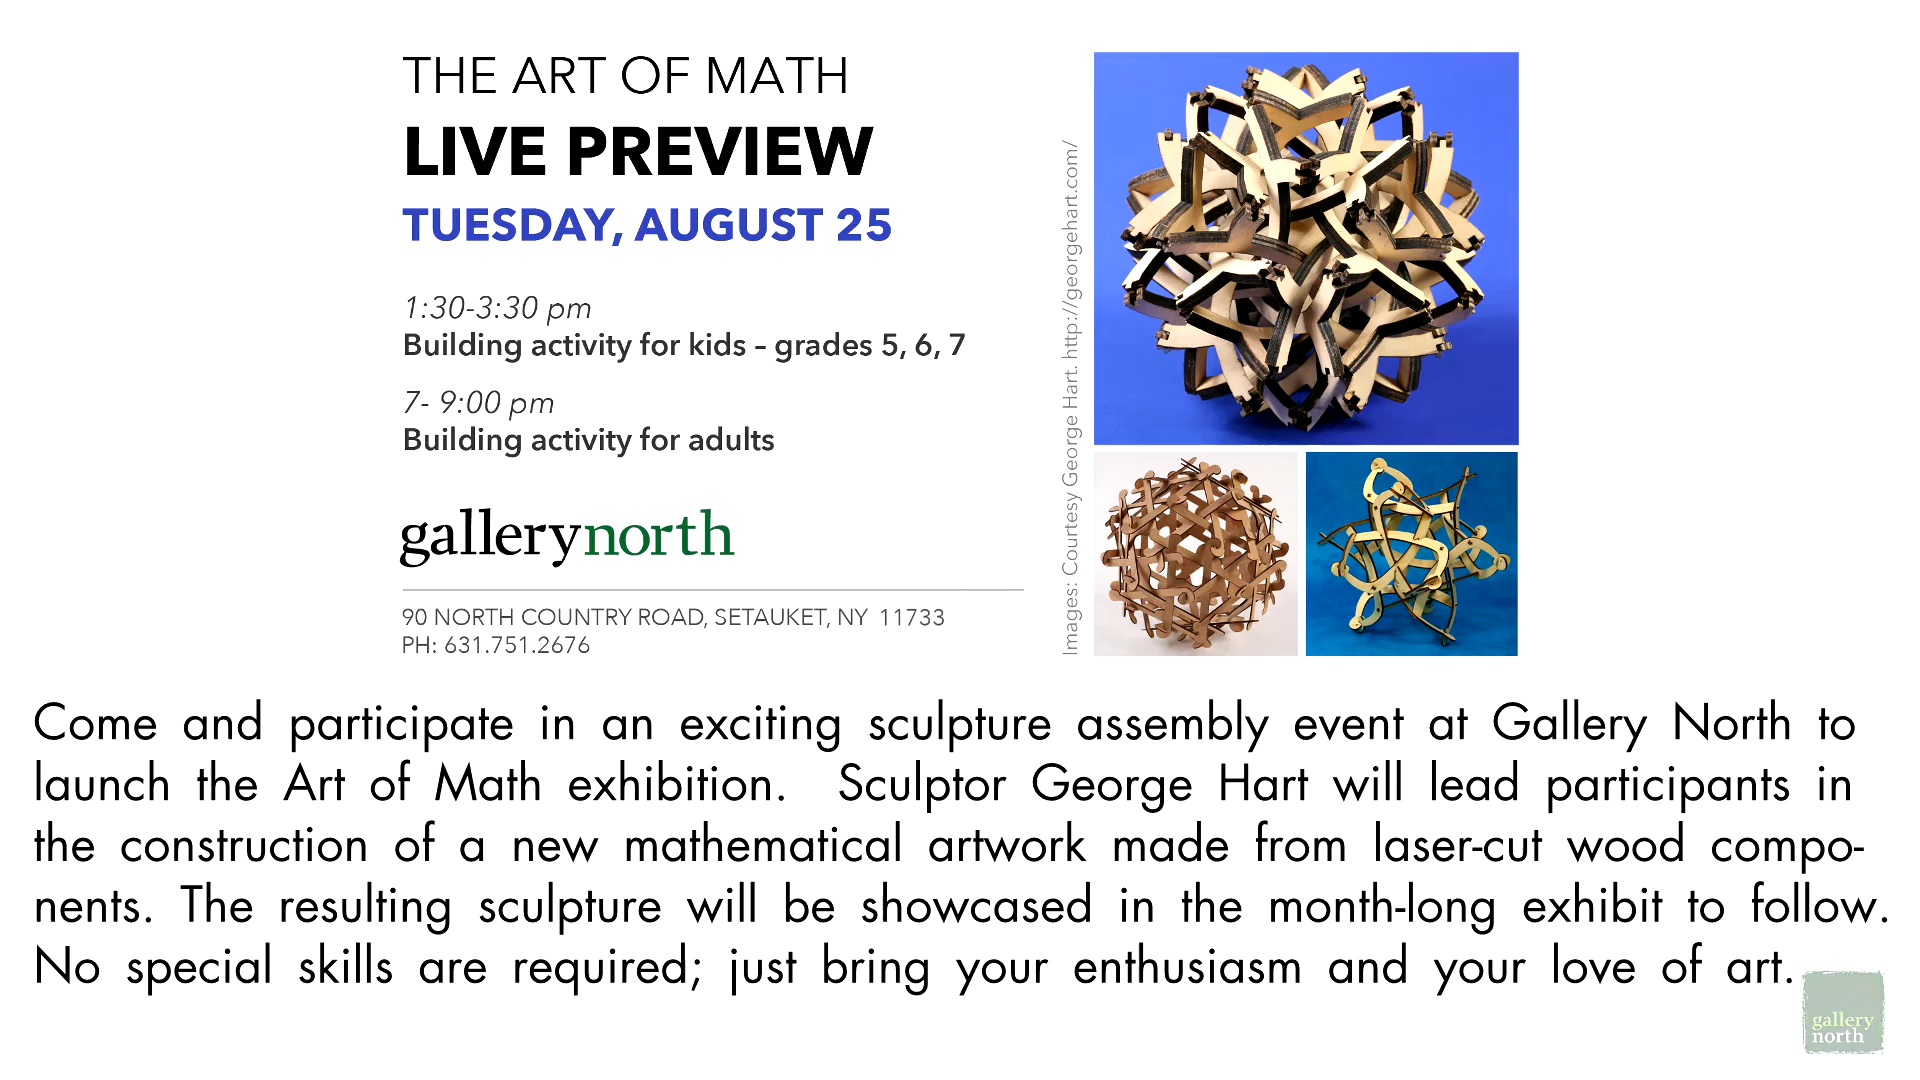 THE ART OF MATH
LIVE PREVIEW
TUESDAY, AUGUST 25
1:30-3:30 pm
Building activity for kids – grades 5, 6, 7
7- 9:00 pm
Building activity for adults
gallerynorth
90 NORTH COUNTRY ROAD, SETAUKET, NY 11733
PH: 631.751.2676
Images: Courtesy George Hart. http://georgehart.com/
Come and participate in an exciting sculpture assembly event at Gallery North to
launch the Art of Math exhibition. Sculptor George Hart will lead participants in
the construction of a new mathematical artwork made from laser-cut wood compo-
nents. The resulting sculpture will be showcased in the month-long exhibit to follow.
No special skills are required; just bring your enthusiasm and your love of art.
gallery
north